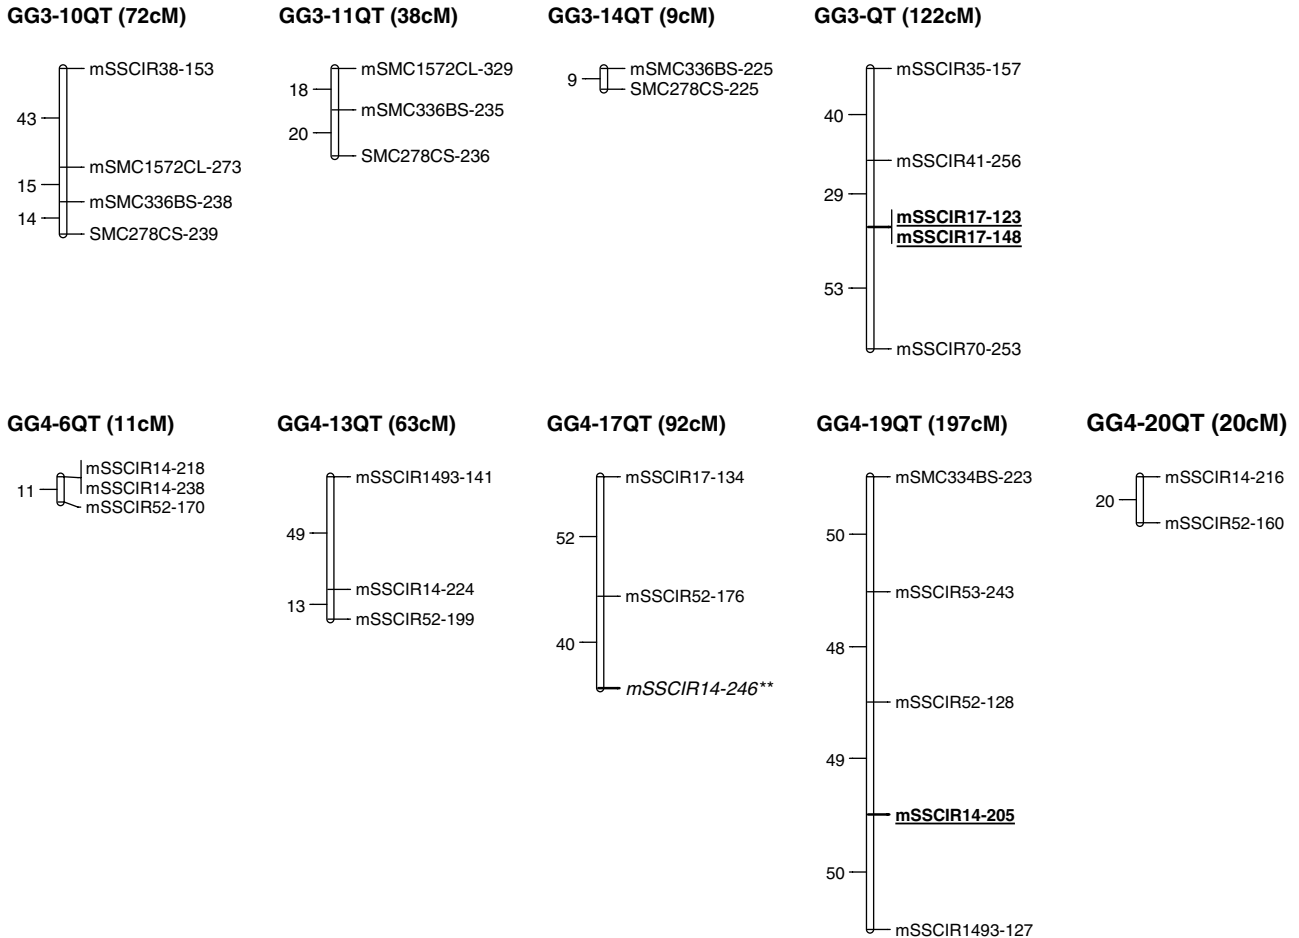 GG3-10QT (72cM)
mSSCIR38-153
43
mSMC1572CL-273
15
mSMC336BS-238
14
SMC278CS-239
GG3-11QT (38cM)
mSMC1572CL-329
18
mSMC336BS-235
20
SMC278CS-236
GG3-14QT (9cM)
mSMC336BS-225
9
SMC278CS-225
GG3-QT (122cM)
mSSCIR35-157
40
mSSCIR41-256
29
mSSCIR17-123
mSSCIR17-148
53
mSSCIR70-253
GG4-6QT (11cM)
mSSCIR14-218
11
mSSCIR14-238
mSSCIR52-170
GG4-13QT (63cM)
mSSCIR1493-141
49
mSSCIR14-224
13
mSSCIR52-199
GG4-17QT (92cM)
mSSCIR17-134
52
mSSCIR52-176
40
mSSCIR14-246**
GG4-19QT (197cM)
mSMC334BS-223
50
mSSCIR53-243
48
mSSCIR52-128
49
mSSCIR14-205
50
mSSCIR1493-127
GG4-20QT (20cM)
mSSCIR14-216
20
mSSCIR52-160